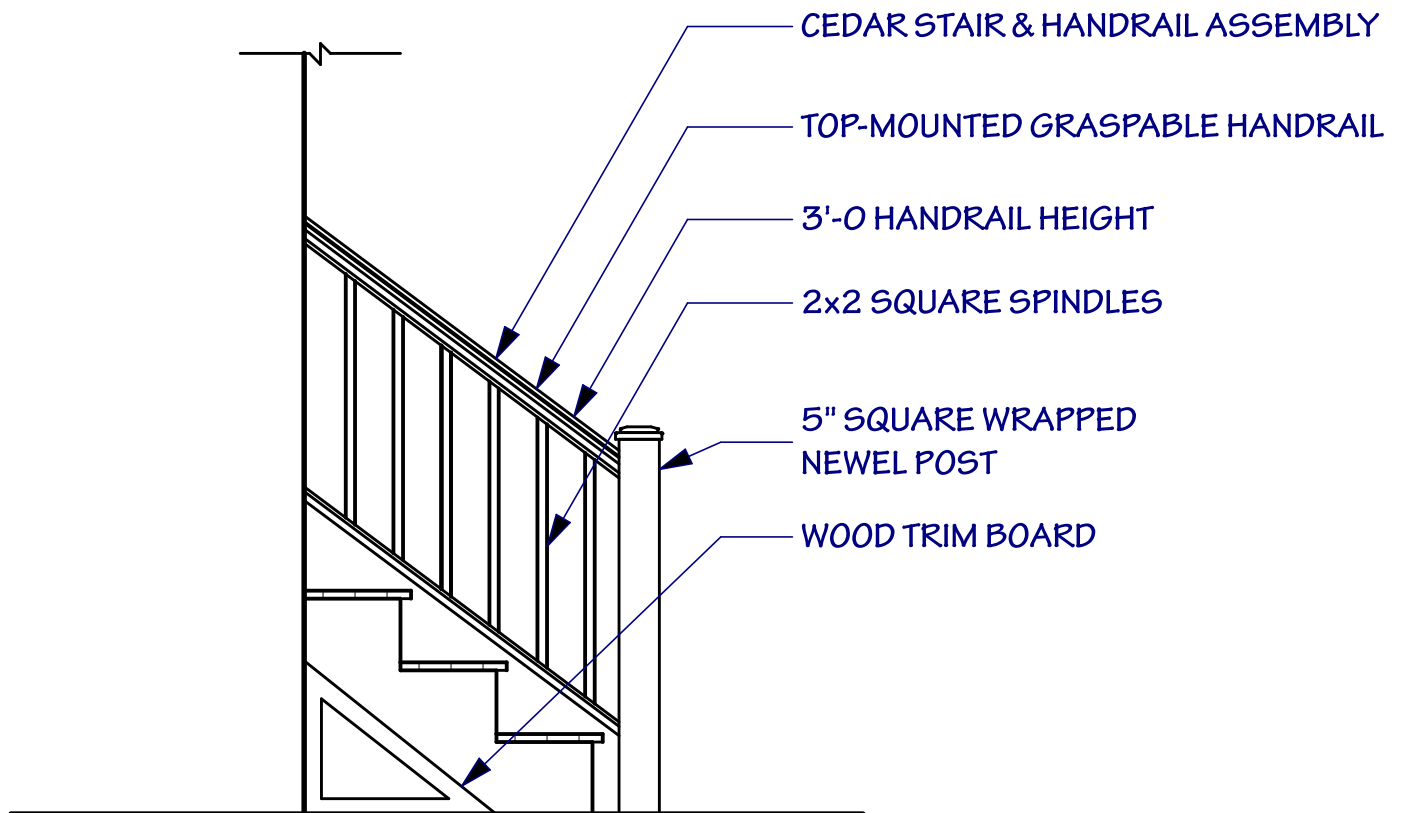 CEDAR STAIR & HANDRAIL ASSEMBLY
TOP-MOUNTED GRASPABLE HANDRAIL
3'-0 HANDRAIL HEIGHT
2x2 SQUARE SPINDLES
5" SQUARE WRAPPED
NEWEL POST
WOOD TRIM BOARD